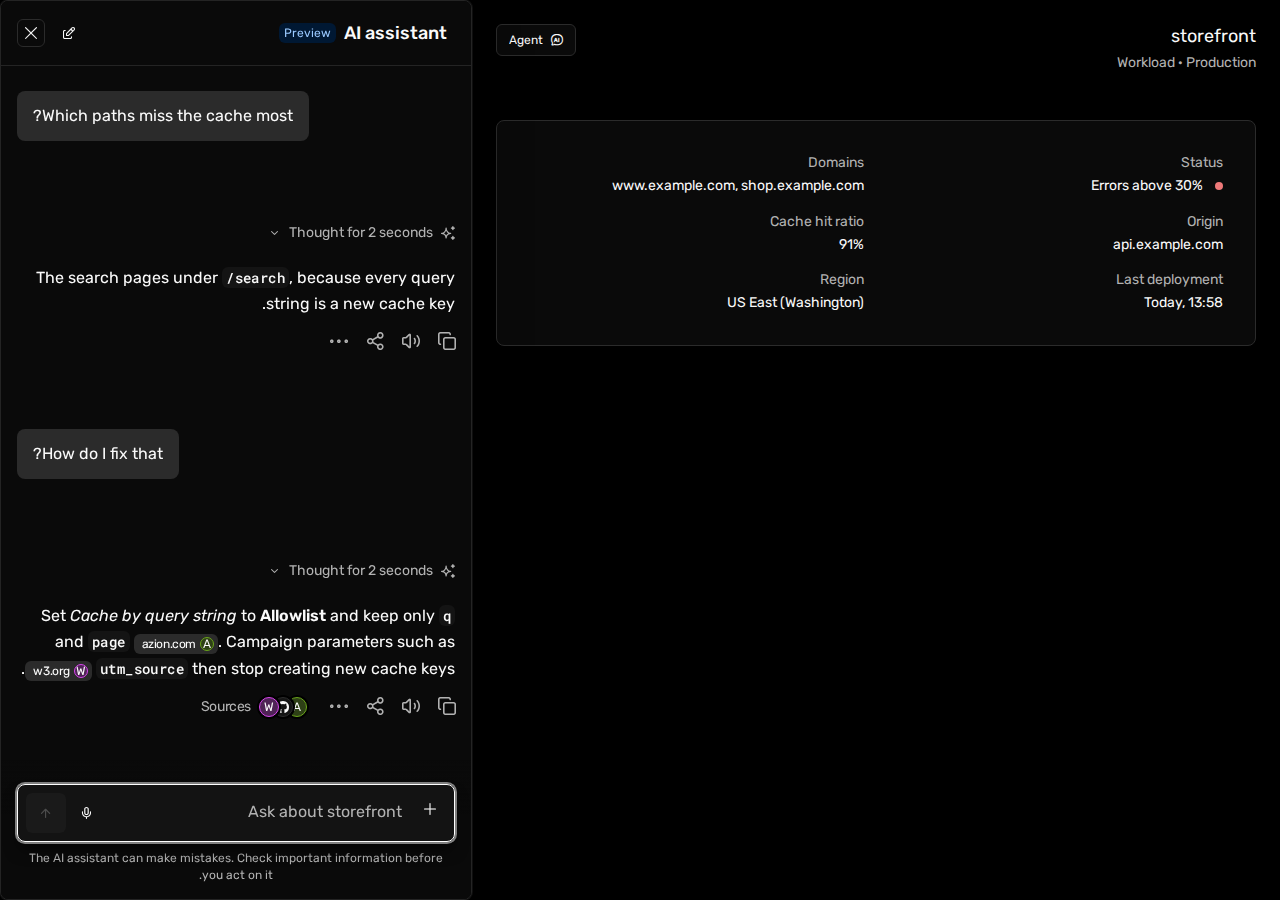 AI assistant
Preview
Which paths miss the cache most?
Thought for 2 seconds
The search pages under /search, because every query
string is a new cache key.
How do I fix that?
Thought for 2 seconds
Set Cache by query string to Allowlist and keep only q
and page azion.com A. Campaign parameters such as
utm_source then stop creating new cache keys w3.org W.
Sources W A
Ask about storefront
The AI assistant can make mistakes. Check important information before
you act on it.
storefront
Workload • Production
Agent AI
Status
Errors above 30%
Domains
www.example.com, shop.example.com
Origin
api.example.com
Cache hit ratio
91%
Last deployment
Today, 13:58
Region
US East (Washington)